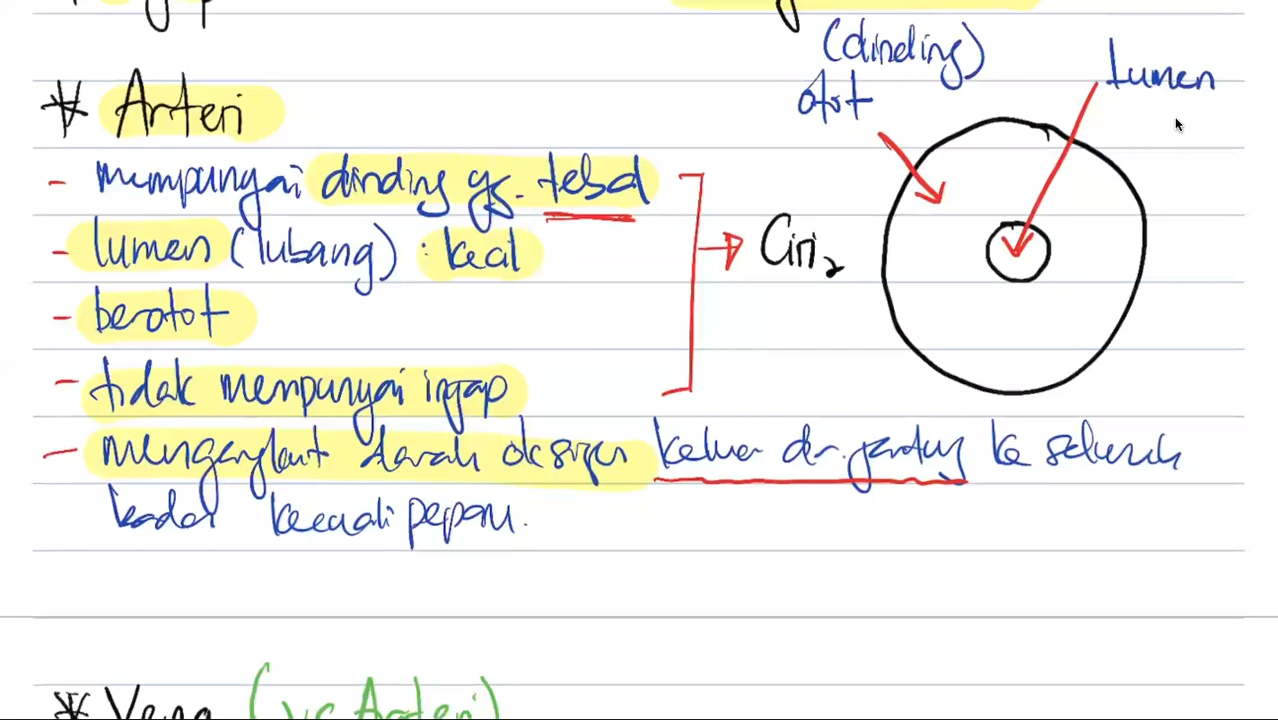 (dinding)
otot
Lumen
* Arteri
- mempunyai dinding yg. tebal
- lumen (lubang) : kecil
- berotot
- tidak mempunyai injap
Ciri2
- mengangkut darah oksigen keluar dr. jantung ke seluruh
badan kecuali peparu.
* Vena (vs Arteri)